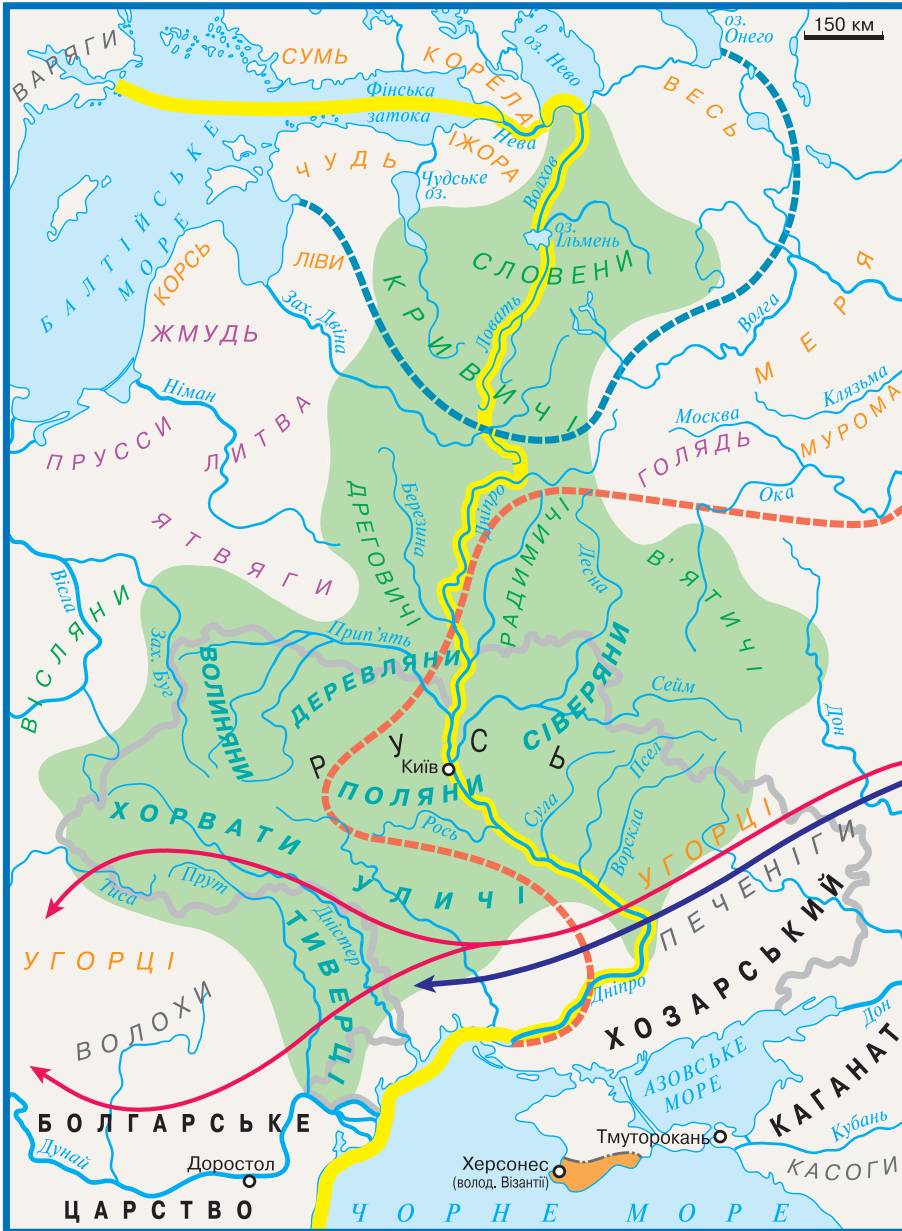 оз.
Онего
150 км
ВАРЯГИ
СУМЬ
КОРЕЛА
оз. Нево
ВЕСЬ
Фінська
затока
Нева
ІЖОРА
ЧУДЬ
Чудське
оз.
Волхов
оз.
Ільмень
СЛОВЕНИ
БАЛТІЙСЬКЕ
МОРЕ
КОРСЬ
ЛІВИ
КРИВИЧІ
Зах. Двіна
Ловать
Волга
МЕРЯ
ЖМУДЬ
Німан
ЛИТВА
ПРУССИ
Москва
Клязьма
МУРОМА
ГОЛЯДЬ
Ока
ЯТВЯГИ
ДРЕГОВИЧІ
Березина
Дніпро
РАДИМИЧІ
Десна
В'ЯТИЧІ
Вісла
ВІСЛЯНИ
Зах. Буг
Прип'ять
ВОЛИНЯНИ
ДЕРЕВЛЯНИ
СІВЕРЯНИ
Сейм
Дон
РУСЬ
Київ
ПОЛЯНИ
Псел
Сула
Ворскла
Рось
ХОРВАТИ
УЛИЧІ
УГОРЦІ
ПЕЧЕНІГИ
Тиса
Прут
Дністер
ТИВЕРЦІ
УГОРЦІ
ВОЛОХИ
Дніпро
ХОЗАРСЬКИЙ
КАГАНАТ
Дон
АЗОВСЬКЕ
МОРЕ
БОЛГАРСЬКЕ
ЦАРСТВО
Дунай
Доростол
Тмуторокань
Кубань
КАСОГИ
Херсонес
(волод. Візантії)
ЧОРНЕ МОРЕ